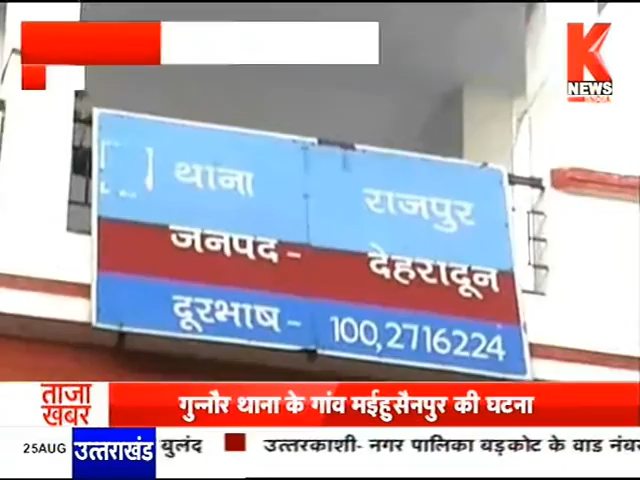 K
NEWS
INDIA
थाना राजपुर
जनपद - देहरादून
दूरभाष - 100,2716224
ताजा खबर
गुन्नौर थाना के गांव मईहुसैनपुर की घटना
25AUG उत्तराखंड बुलंद उत्तरकाशी- नगर पालिका बड़कोट के वाड नंबर